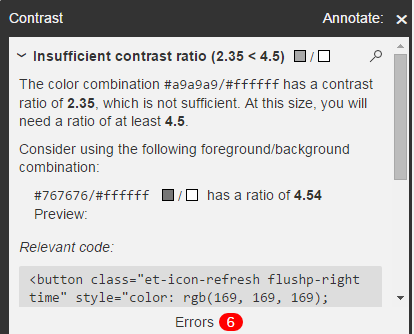 Contrast Annotate: ×
Insufficient contrast ratio (2.35 < 4.5) /
The color combination #a9a9a9/#ffffff has a contrast
ratio of 2.35, which is not sufficient. At this size, you will
need a ratio of at least 4.5.
Consider using the following foreground/background
combination:
#767676/#ffffff / has a ratio of 4.54
Preview:
Relevant code:
<button class="et-icon-refresh flushp-right
time" style="color: rgb(169, 169, 169);
Errors 6